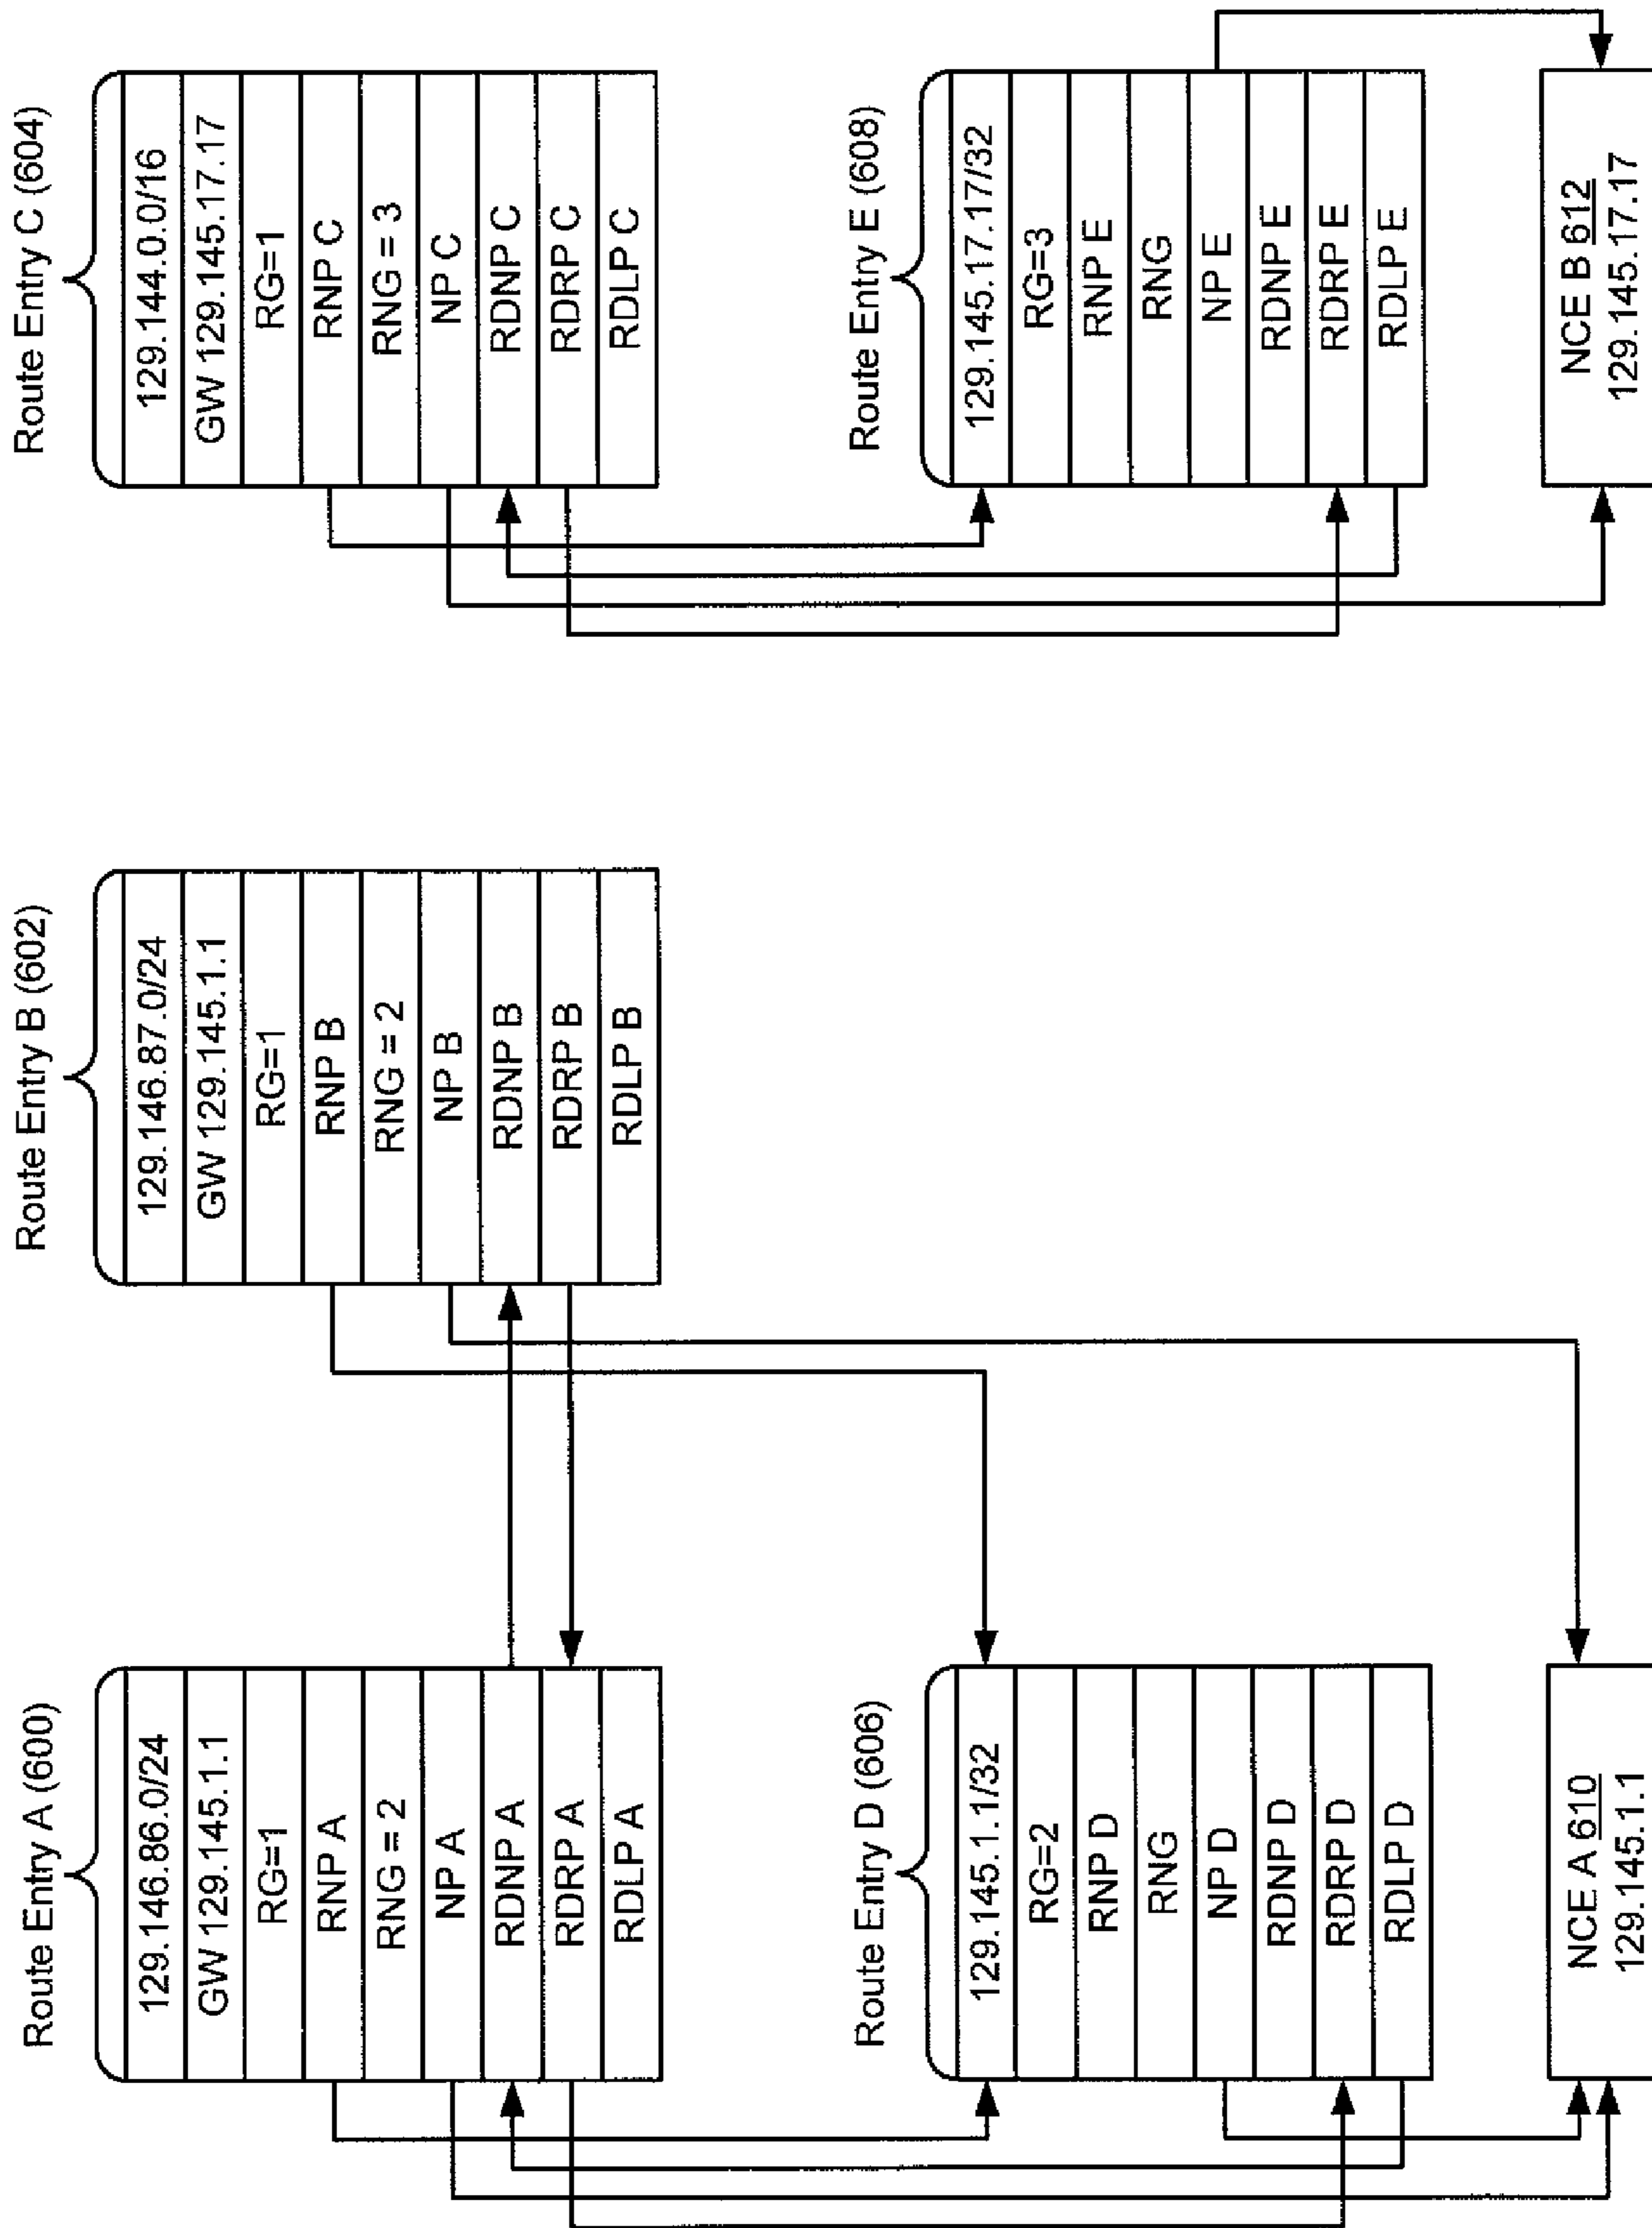 Route Entry A (600)
129.146.86.0/24
GW 129.145.1.1
RG=1
RNP A
RNG = 2
NP A
RDNP A
RDRP A
RDLP A
Route Entry B (602)
129.146.87.0/24
GW 129.145.1.1
RG=1
RNP B
RNG = 2
NP B
RDNP B
RDRP B
RDLP B
Route Entry C (604)
129.144.0.0/16
GW 129.145.17.17
RG=1
RNP C
RNG = 3
NP C
RDNP C
RDRP C
RDLP C
Route Entry D (606)
129.145.1.1/32
RG=2
RNP D
RNG
NP D
RDNP D
RDRP D
RDLP D
Route Entry E (608)
129.145.17.17/32
RG=3
RNP E
RNG
NP E
RDNP E
RDRP E
RDLP E
NCE A 610
129.145.1.1
NCE B 612
129.145.17.17